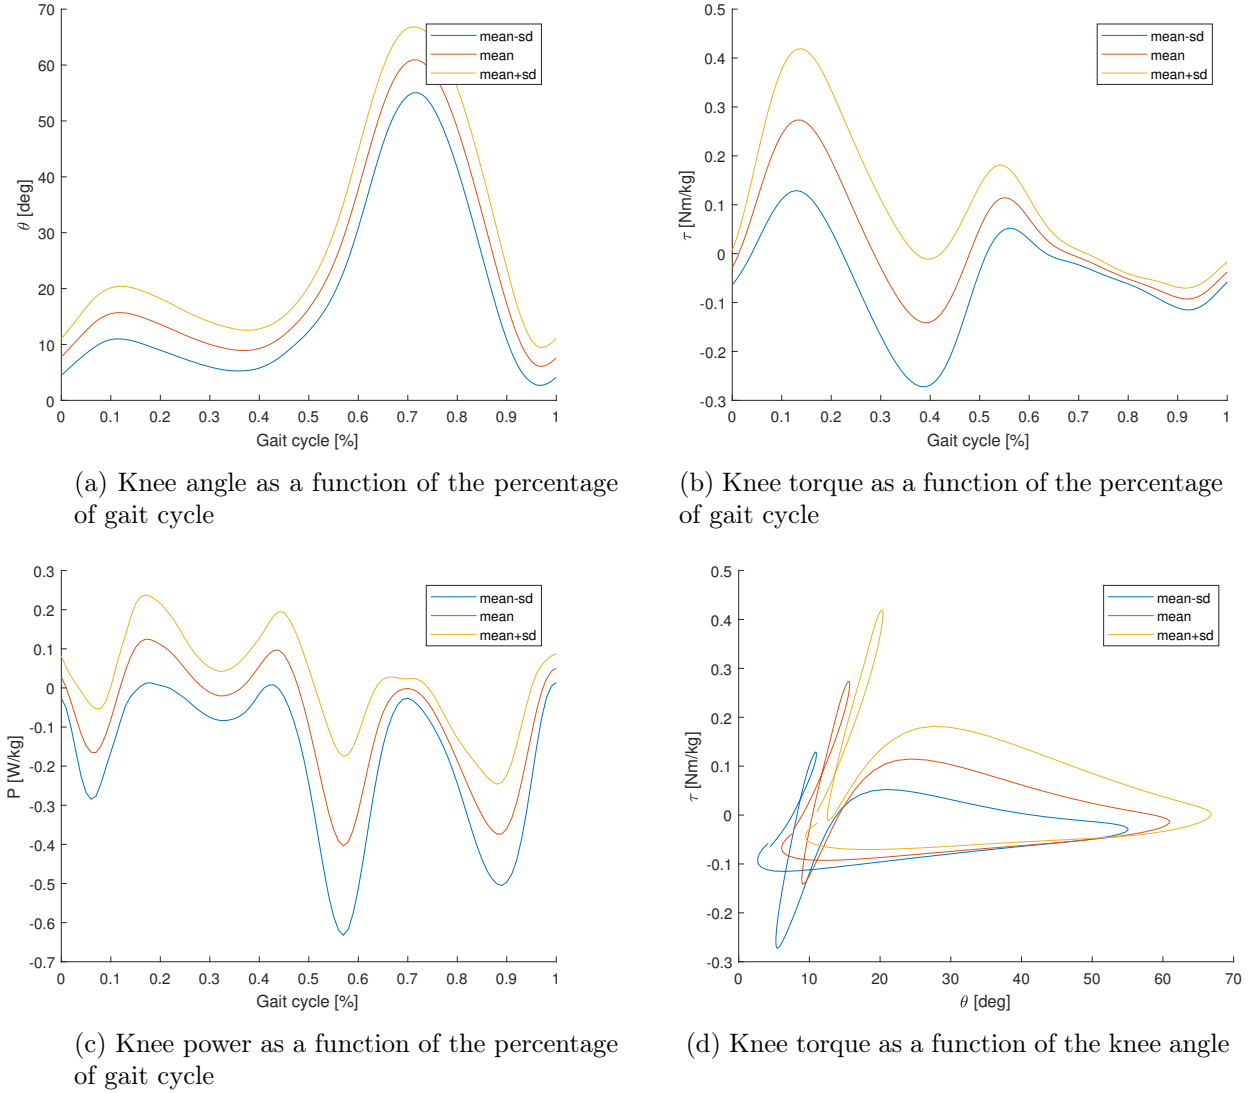 70
60
50
40
30
20
10
0
θ [deg]
0 0.1 0.2 0.3 0.4 0.5 0.6 0.7 0.8 0.9 1
Gait cycle [%]
mean-sd
mean
mean+sd
(a) Knee angle as a function of the percentage
of gait cycle
0.5
0.4
0.3
0.2
0.1
0
-0.1
-0.2
-0.3
τ [Nm/kg]
0 0.1 0.2 0.3 0.4 0.5 0.6 0.7 0.8 0.9 1
Gait cycle [%]
mean-sd
mean
mean+sd
(b) Knee torque as a function of the percentage
of gait cycle
0.3
0.2
0.1
0
-0.1
-0.2
-0.3
-0.4
-0.5
-0.6
-0.7
P [W/kg]
0 0.1 0.2 0.3 0.4 0.5 0.6 0.7 0.8 0.9 1
Gait cycle [%]
mean-sd
mean
mean+sd
(c) Knee power as a function of the percentage
of gait cycle
0.5
0.4
0.3
0.2
0.1
0
-0.1
-0.2
-0.3
τ [Nm/kg]
0 10 20 30 40 50 60 70
θ [deg]
mean-sd
mean
mean+sd
(d) Knee torque as a function of the knee angle